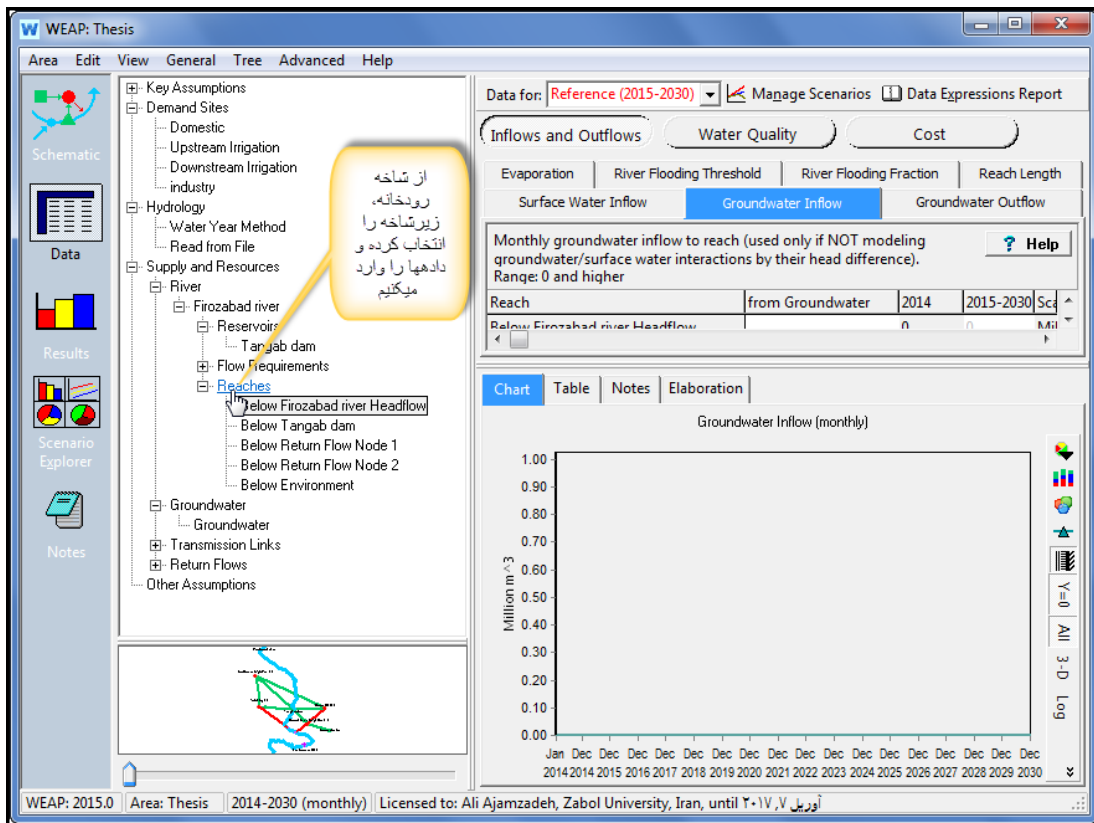 WEAP: Thesis
Area Edit View General Tree Advanced Help
Schematic
Data
Results
Scenario
Explorer
Notes
Key Assumptions
Demand Sites
Domestic
Upstream Irrigation
Downstream Irrigation
industry
Hydrology
Water Year Method
Read from File
Supply and Resources
River
Firozabad river
Reservoirs
Tangab dam
Flow Requirements
Reaches
Below Firozabad river Headflow
Below Tangab dam
Below Return Flow Node 1
Below Return Flow Node 2
Below Environment
Groundwater
Groundwater
Transmission Links
Return Flows
Other Assumptions
از شاخه
رودخانه،
زیرشاخه را
انتخاب کرده و
دادهها را وارد
میکنیم
Data for: Reference (2015-2030) Manage Scenarios Data Expressions Report
Inflows and Outflows Water Quality Cost
Evaporation River Flooding Threshold River Flooding Fraction Reach Length
Surface Water Inflow Groundwater Inflow Groundwater Outflow
Monthly groundwater inflow to reach (used only if NOT modeling
groundwater/surface water interactions by their head difference).
Range: 0 and higher
? Help
Reach from Groundwater 2014 2015-2030 Sca
Below Firozabad river Headflow 0 0 Mil
Chart Table Notes Elaboration
Groundwater Inflow (monthly)
Million m^3
1.00
0.90
0.80
0.70
0.60
0.50
0.40
0.30
0.20
0.10
0.00
Jan Dec Dec Dec Dec Dec Dec Dec Dec Dec Dec Dec Dec Dec Dec Dec Dec Dec
2014 2014 2015 2016 2017 2018 2019 2020 2021 2022 2023 2024 2025 2026 2027 2028 2029 2030
Y=0
All
3-D
Log
WEAP: 2015.0 Area: Thesis 2014-2030 (monthly) Licensed to: Ali Ajamzadeh, Zabol University, Iran, until آوریل ۷, ۲۰۱۷